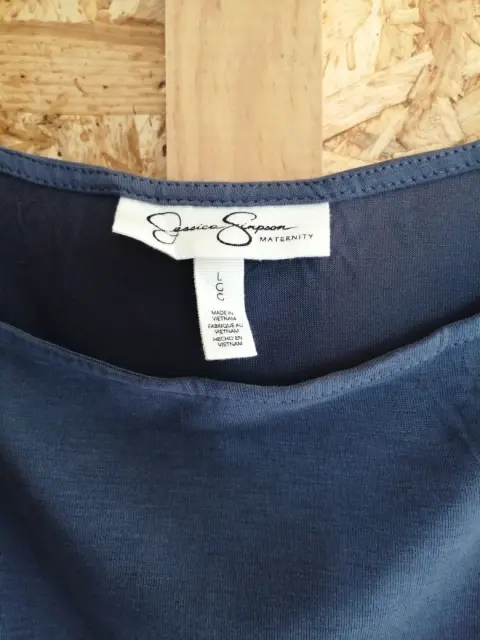 Jessica Simpson
MATERNITY
L
G
G
MADE IN
VIETNAM
FABRIQUE AU
VIETNAM
HECHO EN
VIETNAM